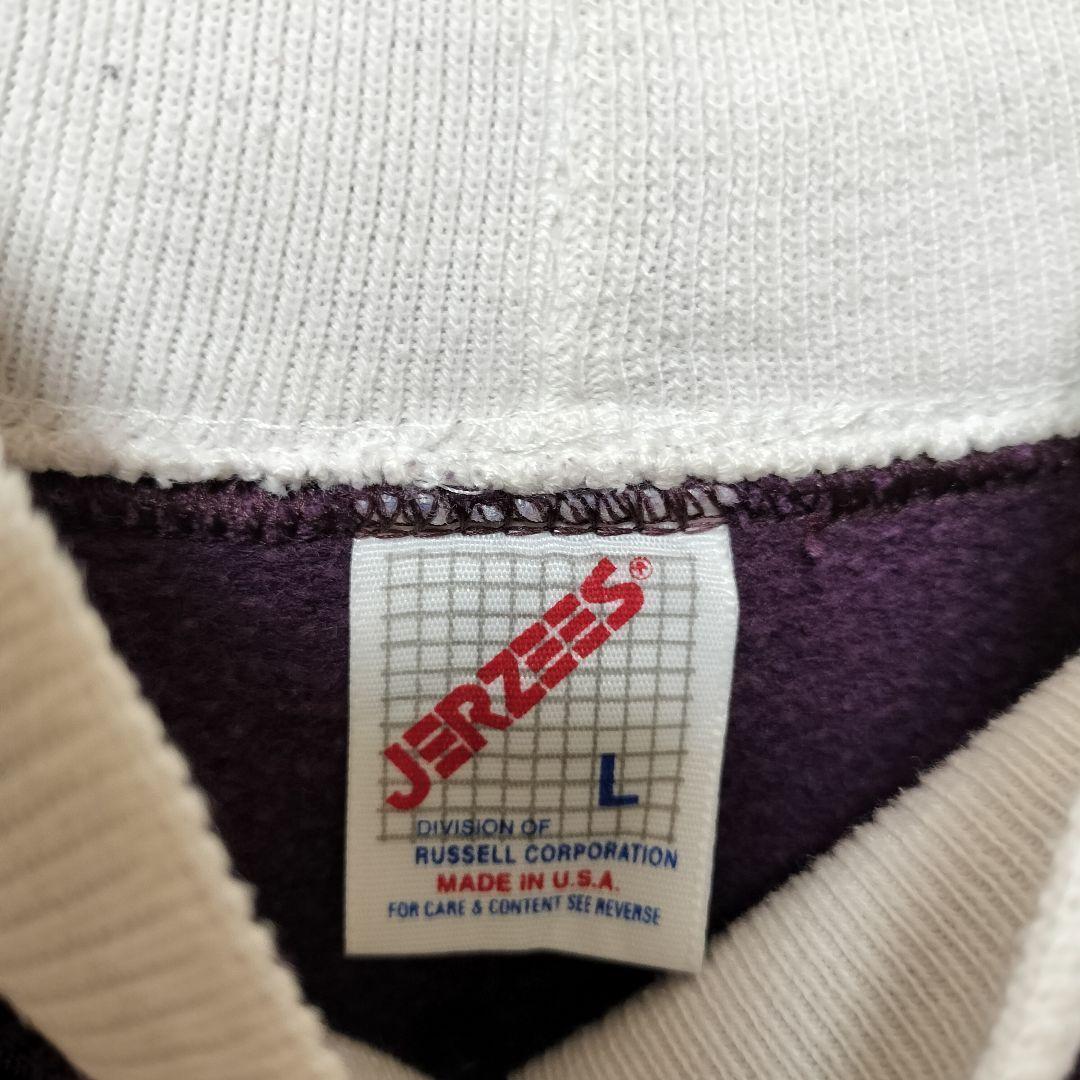 JERZEES®
L
DIVISION OF
RUSSELL CORPORATION
MADE IN U.S.A.
FOR CARE & CONTENT SEE REVERSE